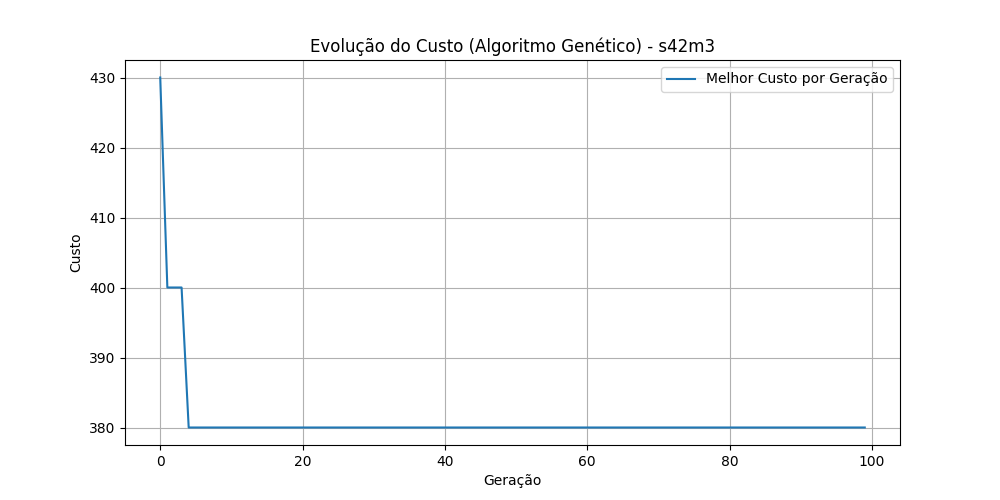 Evolução do Custo (Algoritmo Genético) - s42m3
Melhor Custo por Geração
430
420
410
400
390
380
Custo
0 20 40 60 80 100
Geração